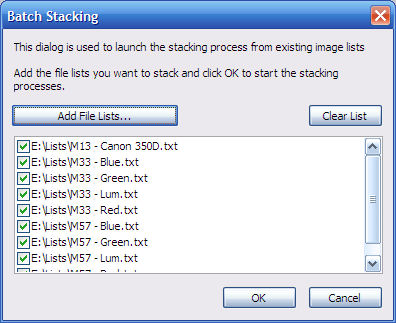 Batch Stacking
This dialog is used to launch the stacking process from existing image lists
Add the file lists you want to stack and click OK to start the stacking
processes.
Add File Lists...
Clear List
E:\Lists\M13 - Canon 350D.txt
E:\Lists\M33 - Blue.txt
E:\Lists\M33 - Green.txt
E:\Lists\M33 - Lum.txt
E:\Lists\M33 - Red.txt
E:\Lists\M57 - Blue.txt
E:\Lists\M57 - Green.txt
E:\Lists\M57 - Lum.txt
OK
Cancel